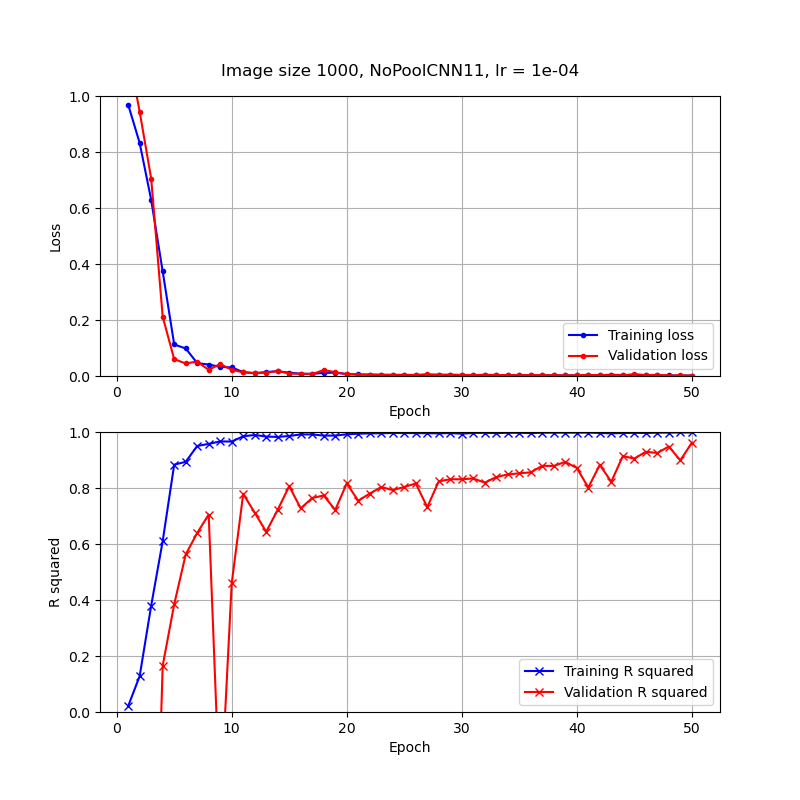 Image size 1000, NoPoolCNN11, lr = 1e-04
1.0
0.8
0.6
0.4
0.2
0.0
Loss
0 10 20 30 40 50
Epoch
Training loss
Validation loss
1.0
0.8
0.6
0.4
0.2
0.0
R squared
0 10 20 30 40 50
Epoch
Training R squared
Validation R squared